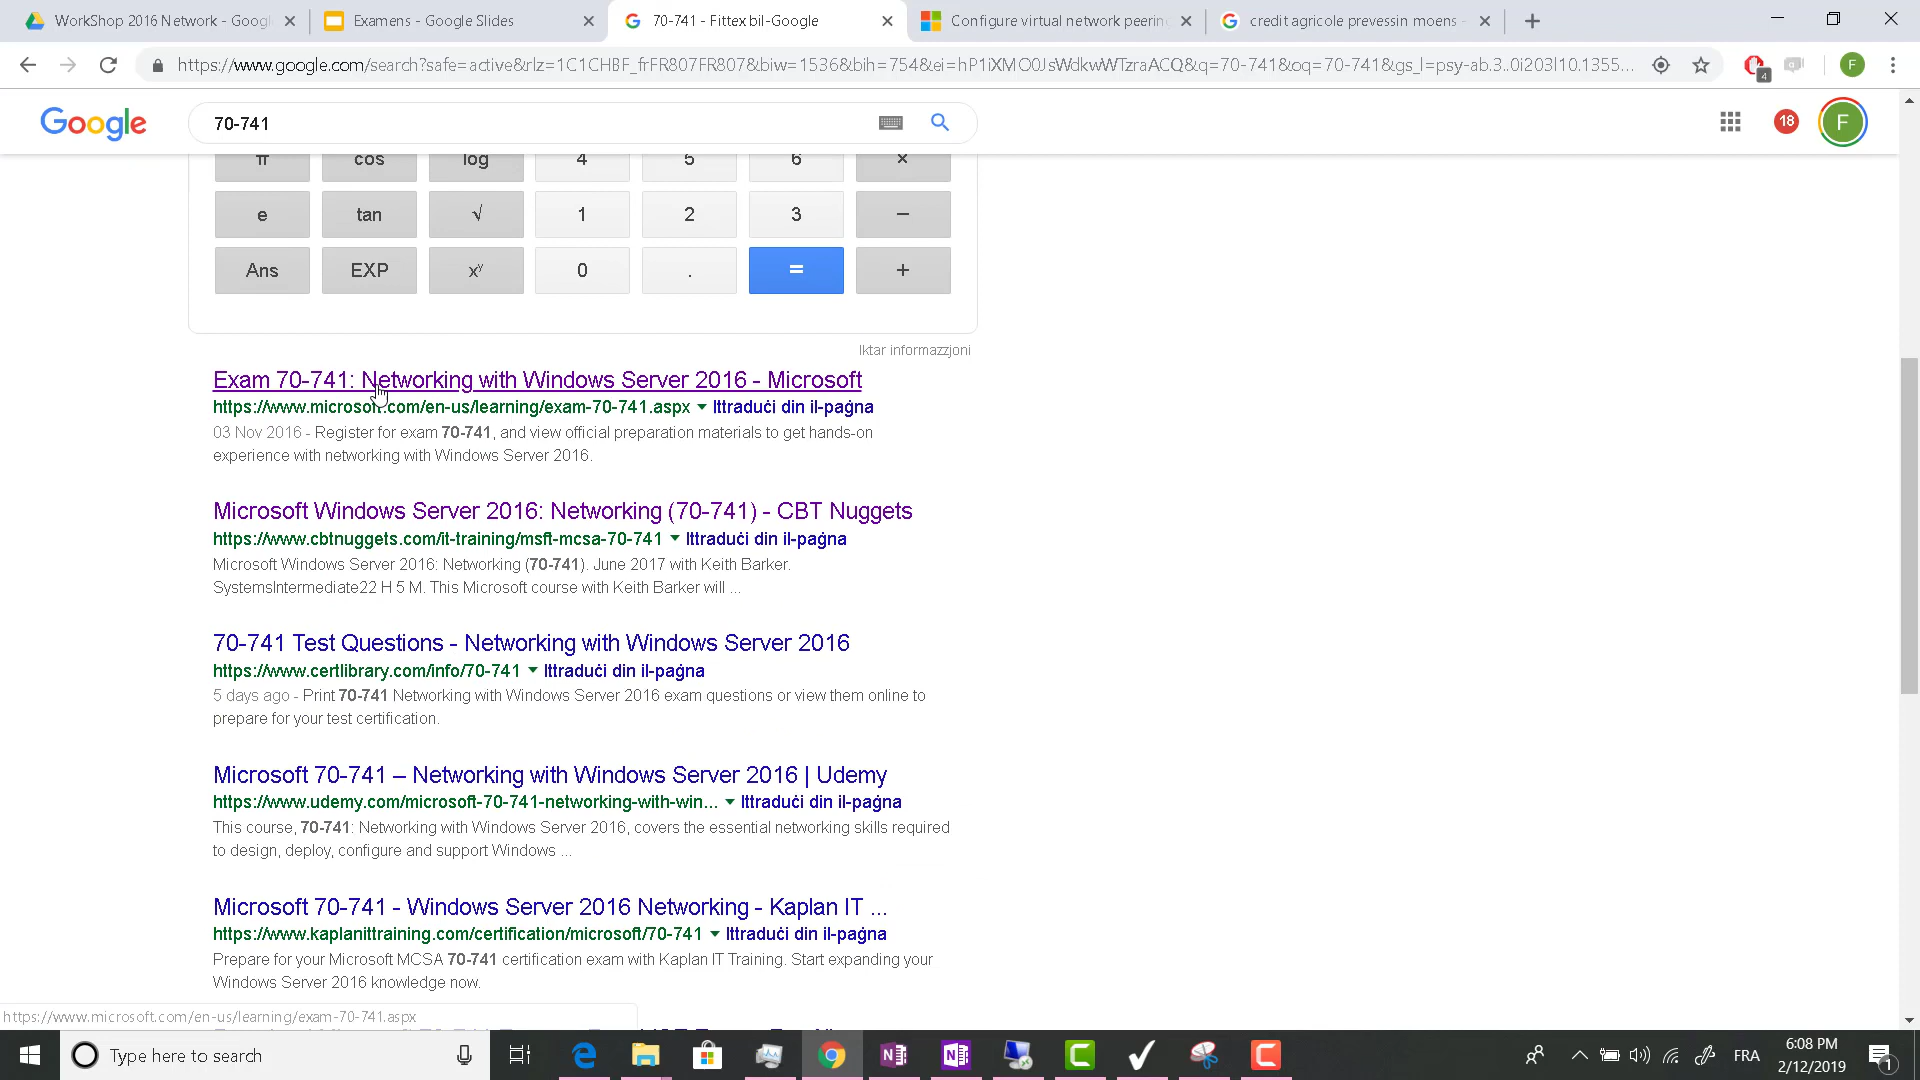 WorkShop 2016 Network - Googl
Examens - Google Slides
70-741 - Fittex bil-Google
Configure virtual network peerin
credit agricole prevessin moens -
https://www.google.com/search?safe=active&rlz=1C1CHBF_frFR807FR807&biw=1536&bih=754&ei=hP1iXMO0JsWdkwWTzraACQ&q=70-741&oq=70-741&gs_l=psy-ab.3..0i203l10.1355...
4
F
Google
70-741
18
F
π cos log 4 5 6 ×
e tan √ 1 2 3 −
Ans EXP xʸ 0 . = +
Iktar informazzjoni
Exam 70-741: Networking with Windows Server 2016 - Microsoft
https://www.microsoft.com/en-us/learning/exam-70-741.aspx ▼ Ittraduċi din il-paġna
03 Nov 2016 - Register for exam 70-741, and view official preparation materials to get hands-on
experience with networking with Windows Server 2016.
Microsoft Windows Server 2016: Networking (70-741) - CBT Nuggets
https://www.cbtnuggets.com/it-training/msft-mcsa-70-741 ▼ Ittraduċi din il-paġna
Microsoft Windows Server 2016: Networking (70-741). June 2017 with Keith Barker.
SystemsIntermediate22 H 5 M. This Microsoft course with Keith Barker will ...
70-741 Test Questions - Networking with Windows Server 2016
https://www.certlibrary.com/info/70-741 ▼ Ittraduċi din il-paġna
5 days ago - Print 70-741 Networking with Windows Server 2016 exam questions or view them online to
prepare for your test certification.
Microsoft 70-741 – Networking with Windows Server 2016 | Udemy
https://www.udemy.com/microsoft-70-741-networking-with-win... ▼ Ittraduċi din il-paġna
This course, 70-741: Networking with Windows Server 2016, covers the essential networking skills required
to design, deploy, configure and support Windows ...
Microsoft 70-741 - Windows Server 2016 Networking - Kaplan IT ...
https://www.kaplanittraining.com/certification/microsoft/70-741 ▼ Ittraduċi din il-paġna
Prepare for your Microsoft MCSA 70-741 certification exam with Kaplan IT Training. Start expanding your
Windows Server 2016 knowledge now.
https://www.microsoft.com/en-us/learning/exam-70-741.aspx
Type here to search
FRA
6:08 PM
2/12/2019
1